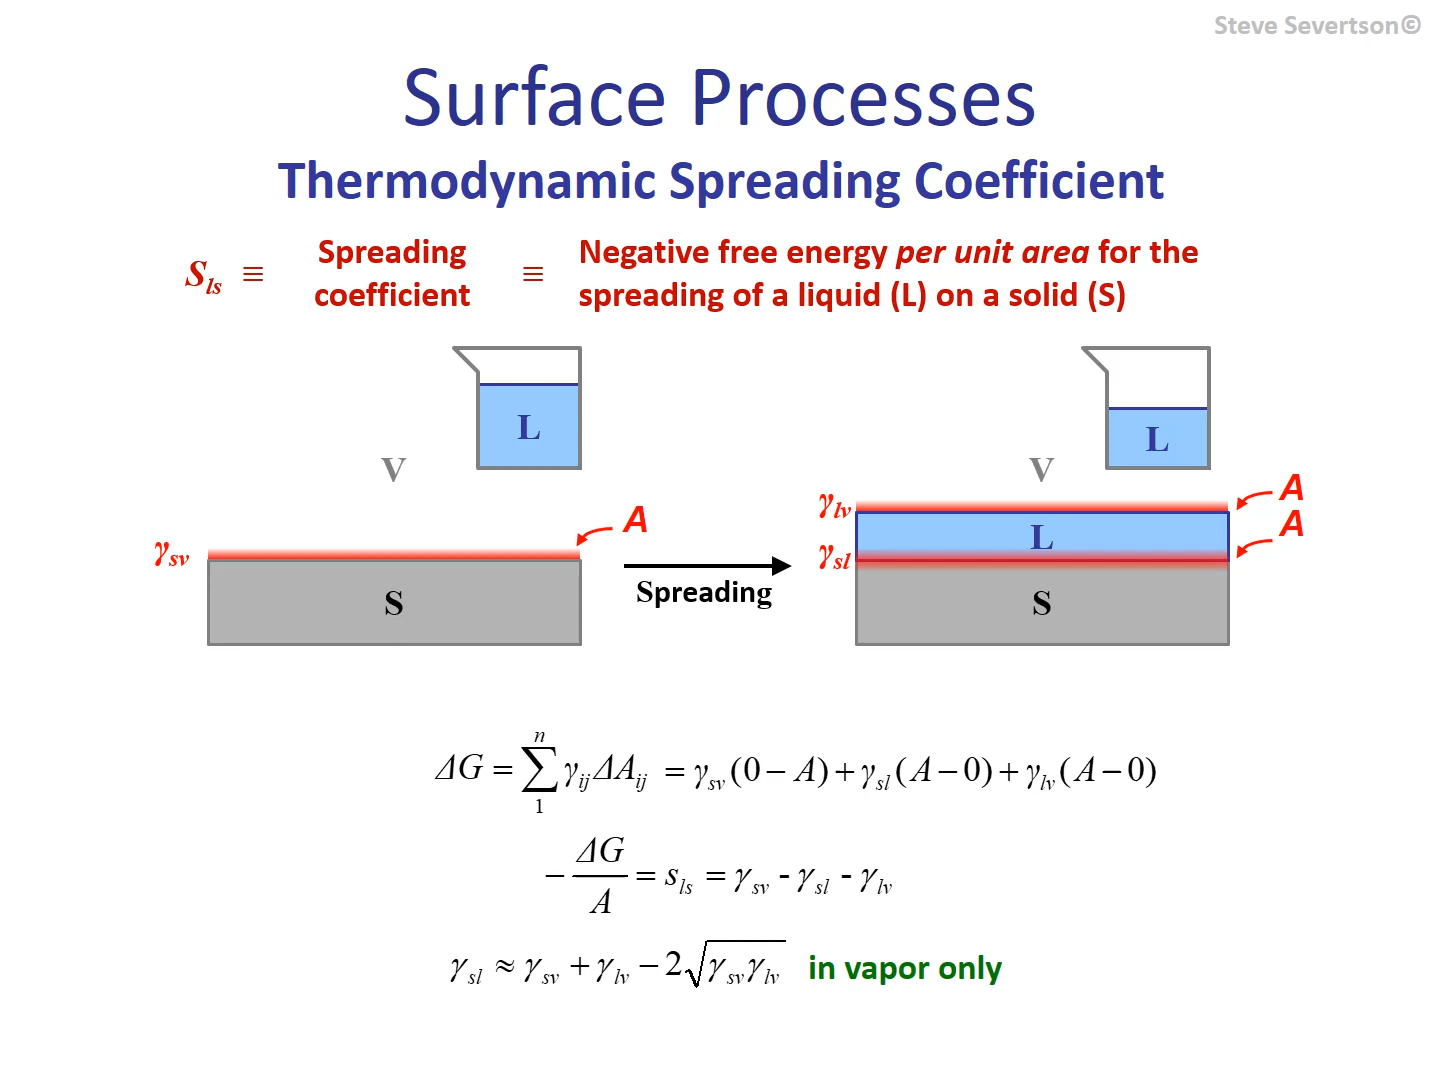 Steve Severtson©
Surface Processes
Thermodynamic Spreading Coefficient
S_ls ≡ Spreading coefficient ≡ Negative free energy per unit area for the spreading of a liquid (L) on a solid (S)
L
V
A
γ_sv
S
Spreading
L
V
A
γ_lv
A
L
γ_sl
S
ΔG = ∑_1^n γ_ij ΔA_ij = γ_sv (0 − A) + γ_sl (A − 0) + γ_lv (A − 0)
− ΔG / A = s_ls = γ_sv - γ_sl - γ_lv
γ_sl ≈ γ_sv + γ_lv − 2√(γ_sv γ_lv) in vapor only